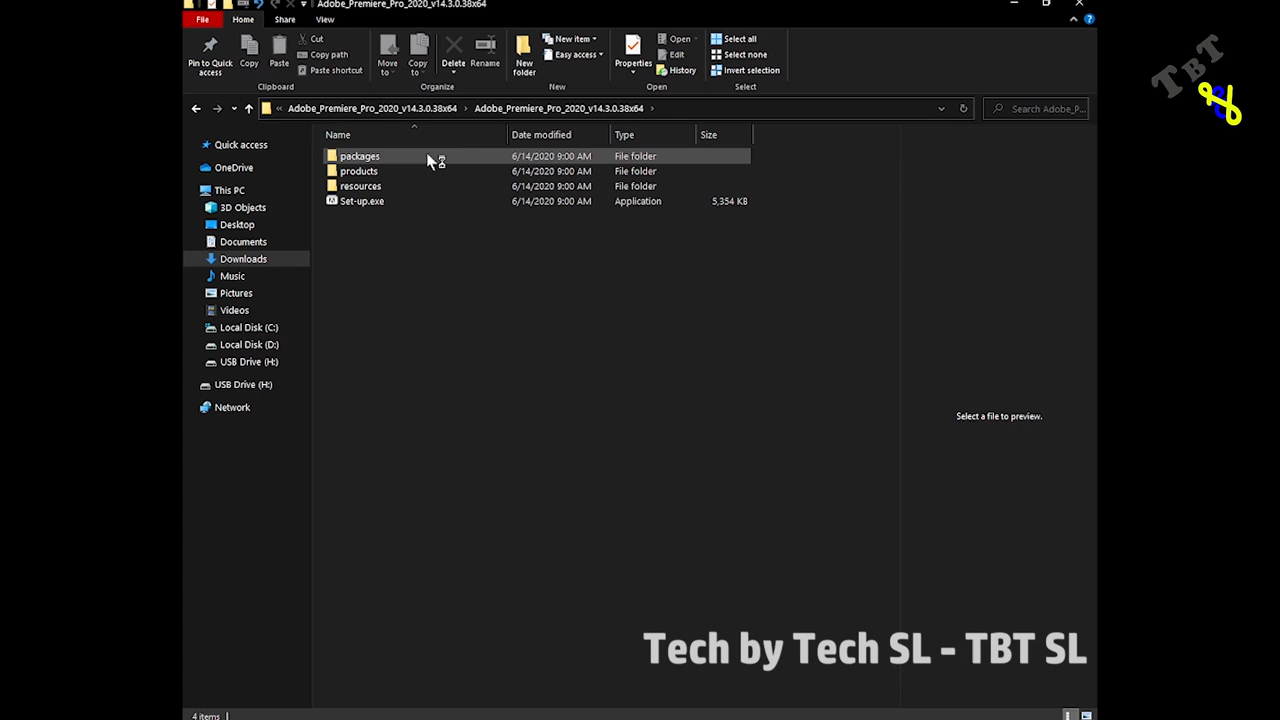 Adobe_Premiere_Pro_2020_v14.3.0.38x64
File Home Share View
Pin to Quick access
Copy
Paste
Cut
Copy path
Paste shortcut
Move to
Copy to
Delete
Rename
New folder
New item
Easy access
Properties
Open
Edit
History
Select all
Select none
Invert selection
Clipboard Organize New Open Select
« Adobe_Premiere_Pro_2020_v14.3.0.38x64 > Adobe_Premiere_Pro_2020_v14.3.0.38x64 >
Search Adobe_P...
Quick access
OneDrive
This PC
3D Objects
Desktop
Documents
Downloads
Music
Pictures
Videos
Local Disk (C:)
Local Disk (D:)
USB Drive (H:)
USB Drive (H:)
Network
Name Date modified Type Size
packages 6/14/2020 9:00 AM File folder
products 6/14/2020 9:00 AM File folder
resources 6/14/2020 9:00 AM File folder
Set-up.exe 6/14/2020 9:00 AM Application 5,354 KB
Select a file to preview.
TBT
Tech by Tech SL - TBT SL
4 items